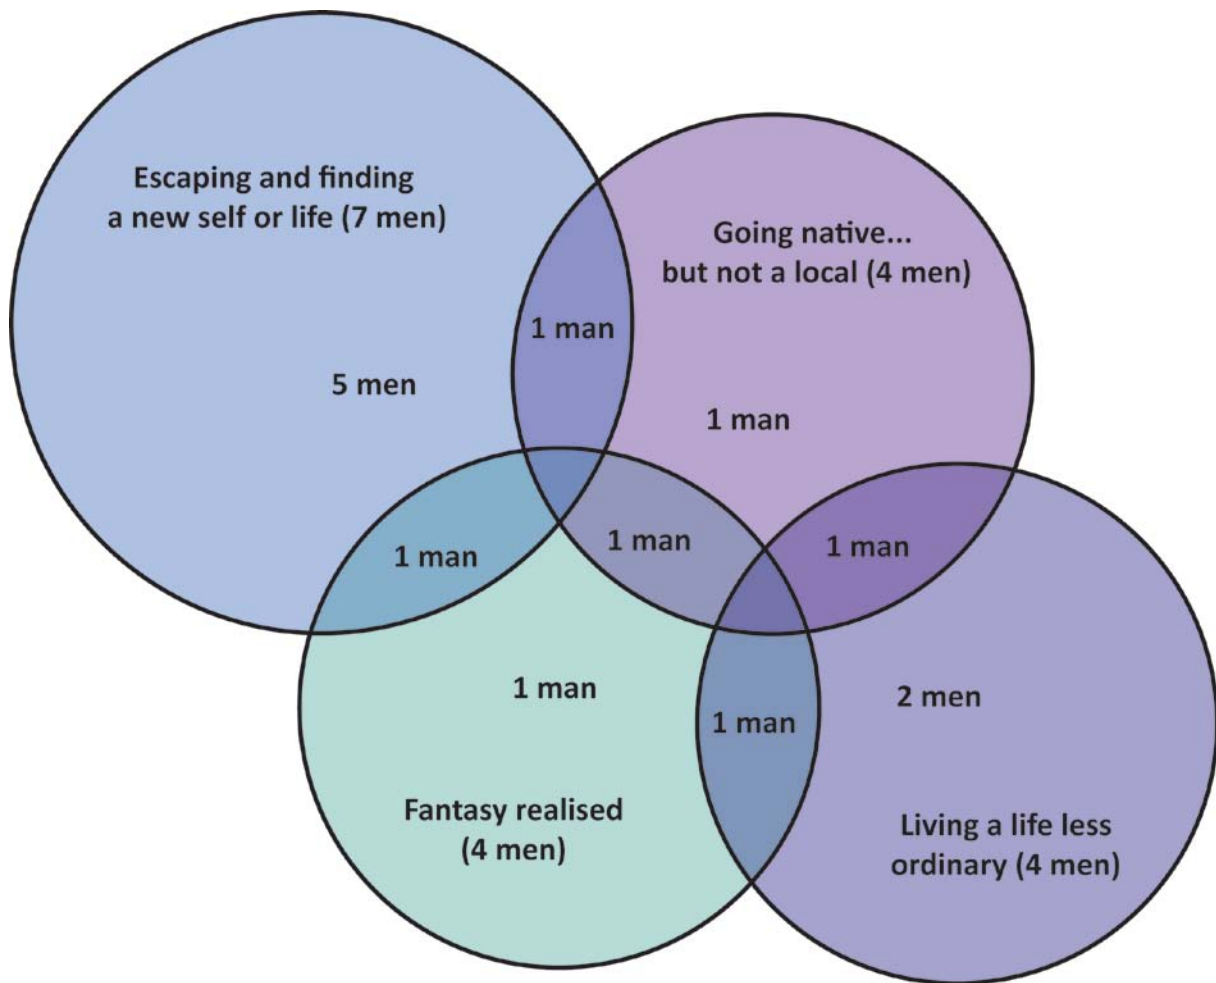 Escaping and finding
a new self or life (7 men)
Going native...
but not a local (4 men)
1 man
5 men
1 man
1 man
1 man
1 man
1 man
2 men
1 man
Fantasy realised
(4 men)
Living a life less
ordinary (4 men)